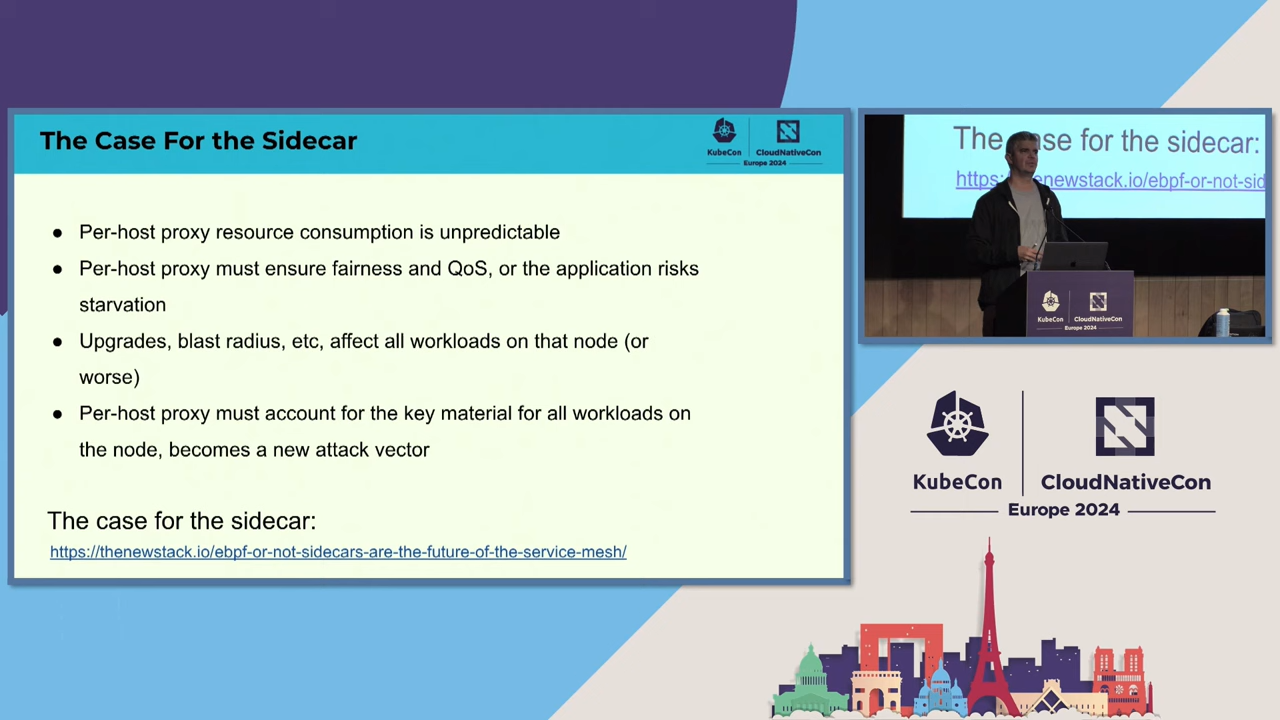 The Case For the Sidecar
KubeCon
CloudNativeCon
Europe 2024
● Per-host proxy resource consumption is unpredictable
● Per-host proxy must ensure fairness and QoS, or the application risks
starvation
● Upgrades, blast radius, etc, affect all workloads on that node (or
worse)
● Per-host proxy must account for the key material for all workloads on
the node, becomes a new attack vector
The case for the sidecar:
https://thenewstack.io/ebpf-or-not-sidecars-are-the-future-of-the-service-mesh/
The case for the sidecar:
https: enewstack.io/ebpf-or-not-sid
KubeCon
CloudNativeCon
Europe 2024
KubeCon
CloudNativeCon
Europe 2024